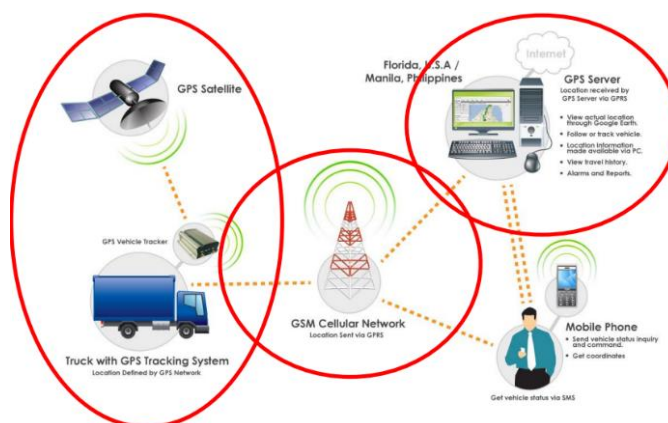 Internet
Florida, U.S.A /
Manila, Philippines
GPS Satellite
GPS Server
Location received by
GPS Server via GPRS
• View actual location
through Google Earth.
• Follow or track vehicle.
• Location Information
made available via PC.
• View travel history.
• Alarms and Reports.
GPS Vehicle Tracker
GSM Cellular Network
Location Sent via GPRS
Truck with GPS Tracking System
Location Defined by GPS Network
Mobile Phone
• Send vehicle status inquiry
and command.
• Get coordinates
Get vehicle status via SMS